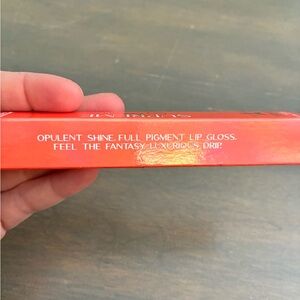 OPULENT SHINE. FULL PIGMENT LIP GLOSS.
FEEL THE FANTASY. LUXURIOUS DRIP.